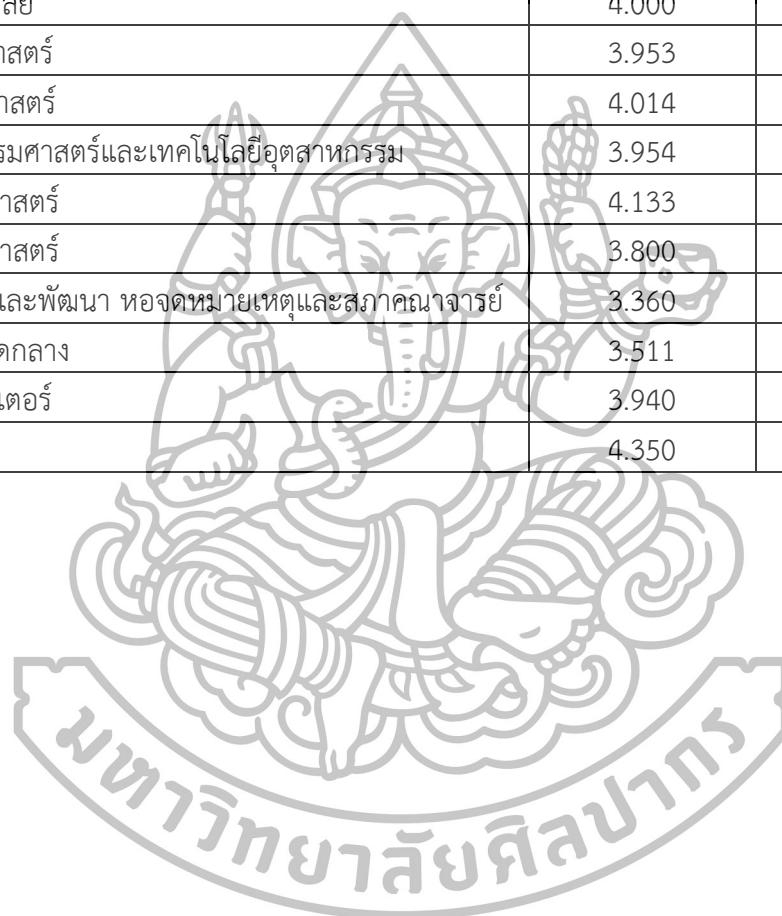 ลัย 4.000
าสตร์ 3.953
าสตร์ 4.014
รมศาสตร์และเทคโนโลยีอุตสาหกรรม 3.954
าสตร์ 4.133
าสตร์ 3.800
และพัฒนา หอจดหมายเหตุและสภาคณาจารย์ 3.360
ดกลาง 3.511
เตอร์ 3.940
4.350
มหาวิทยาลัยศิลปากร